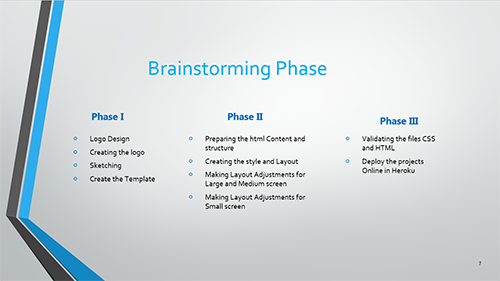 Brainstorming Phase
Phase I
Logo Design
Creating the logo
Sketching
Create the Template
Phase II
Preparing the html Content and
structure
Creating the style and Layout
Making Layout Adjustments for
Large and Medium screen
Making Layout Adjustments for
Small screen
Phase III
Validating the files CSS
and HTML
Deploy the projects
Online in Heroku
7